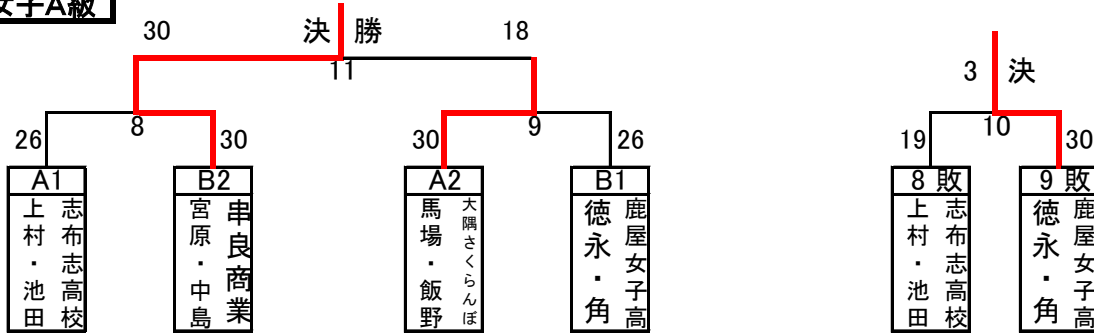 女子A級
30 決 勝 18
11
3 決
26 8 30
30 9 26
19 10 30
A1
志布志高校
上村・池田
B2
串良商業
宮原・中島
A2
大隅さくらんぼ
馬場・飯野
B1
鹿屋女子高
徳永・角
8 敗
志布志高校
上村・池田
9 敗
鹿屋女子高
徳永・角